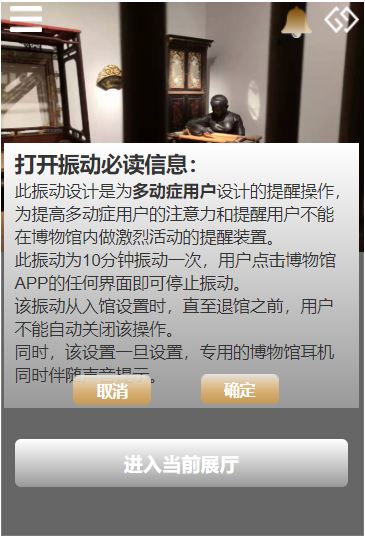 打开振动必读信息：
此振动设计是为多动症用户设计的提醒操作，
为提高多动症用户的注意力和提醒用户不能
在博物馆内做激烈活动的提醒装置。
此振动为10分钟振动一次，用户点击博物馆
APP的任何界面即可停止振动。
该振动从入馆设置时，直至退馆之前，用户
不能自动关闭该操作。
同时，该设置一旦设置，专用的博物馆耳机
同时伴随声音提示。
取消 确定
进入当前展厅